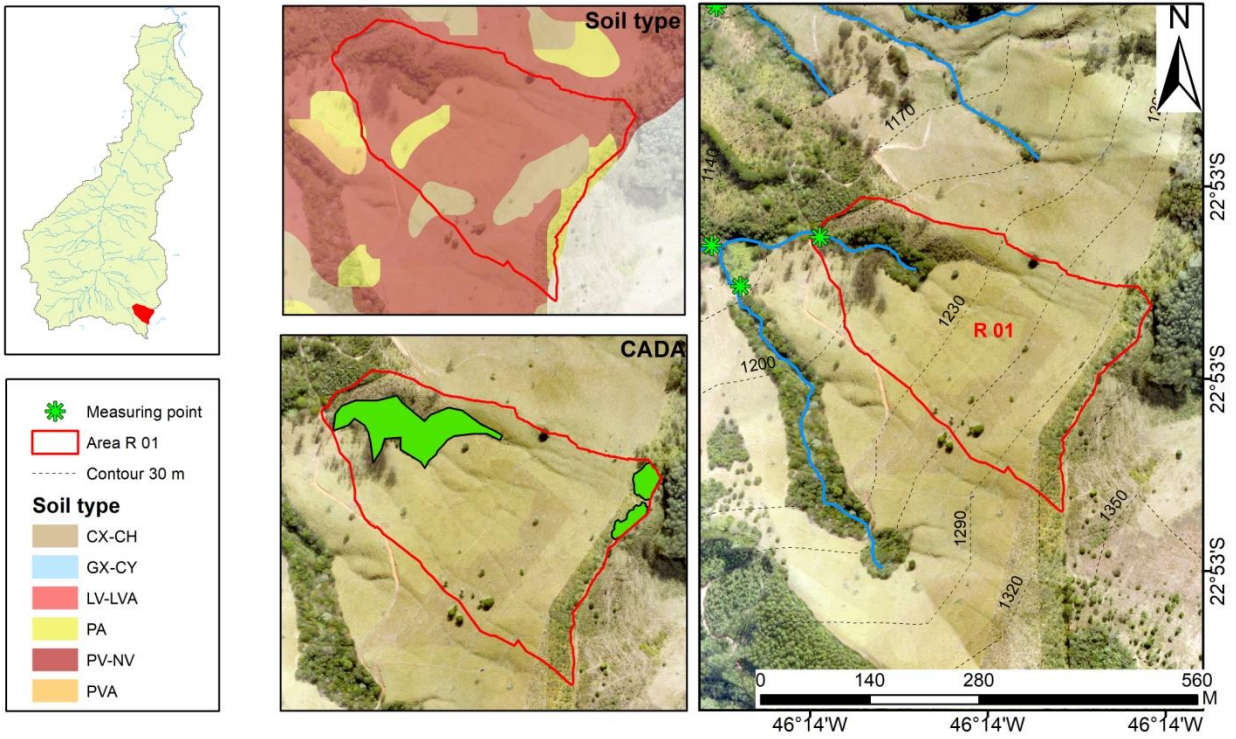 Measuring point
Area R 01
Contour 30 m
Soil type
CX-CH
GX-CY
LV-LVA
PA
PV-NV
PVA
Soil type
CADA
N
1170
1140
1230
R 01
1200
1290
1350
1320
22°53'S
22°53'S
22°53'S
0 140 280 560
M
46°14'W 46°14'W 46°14'W